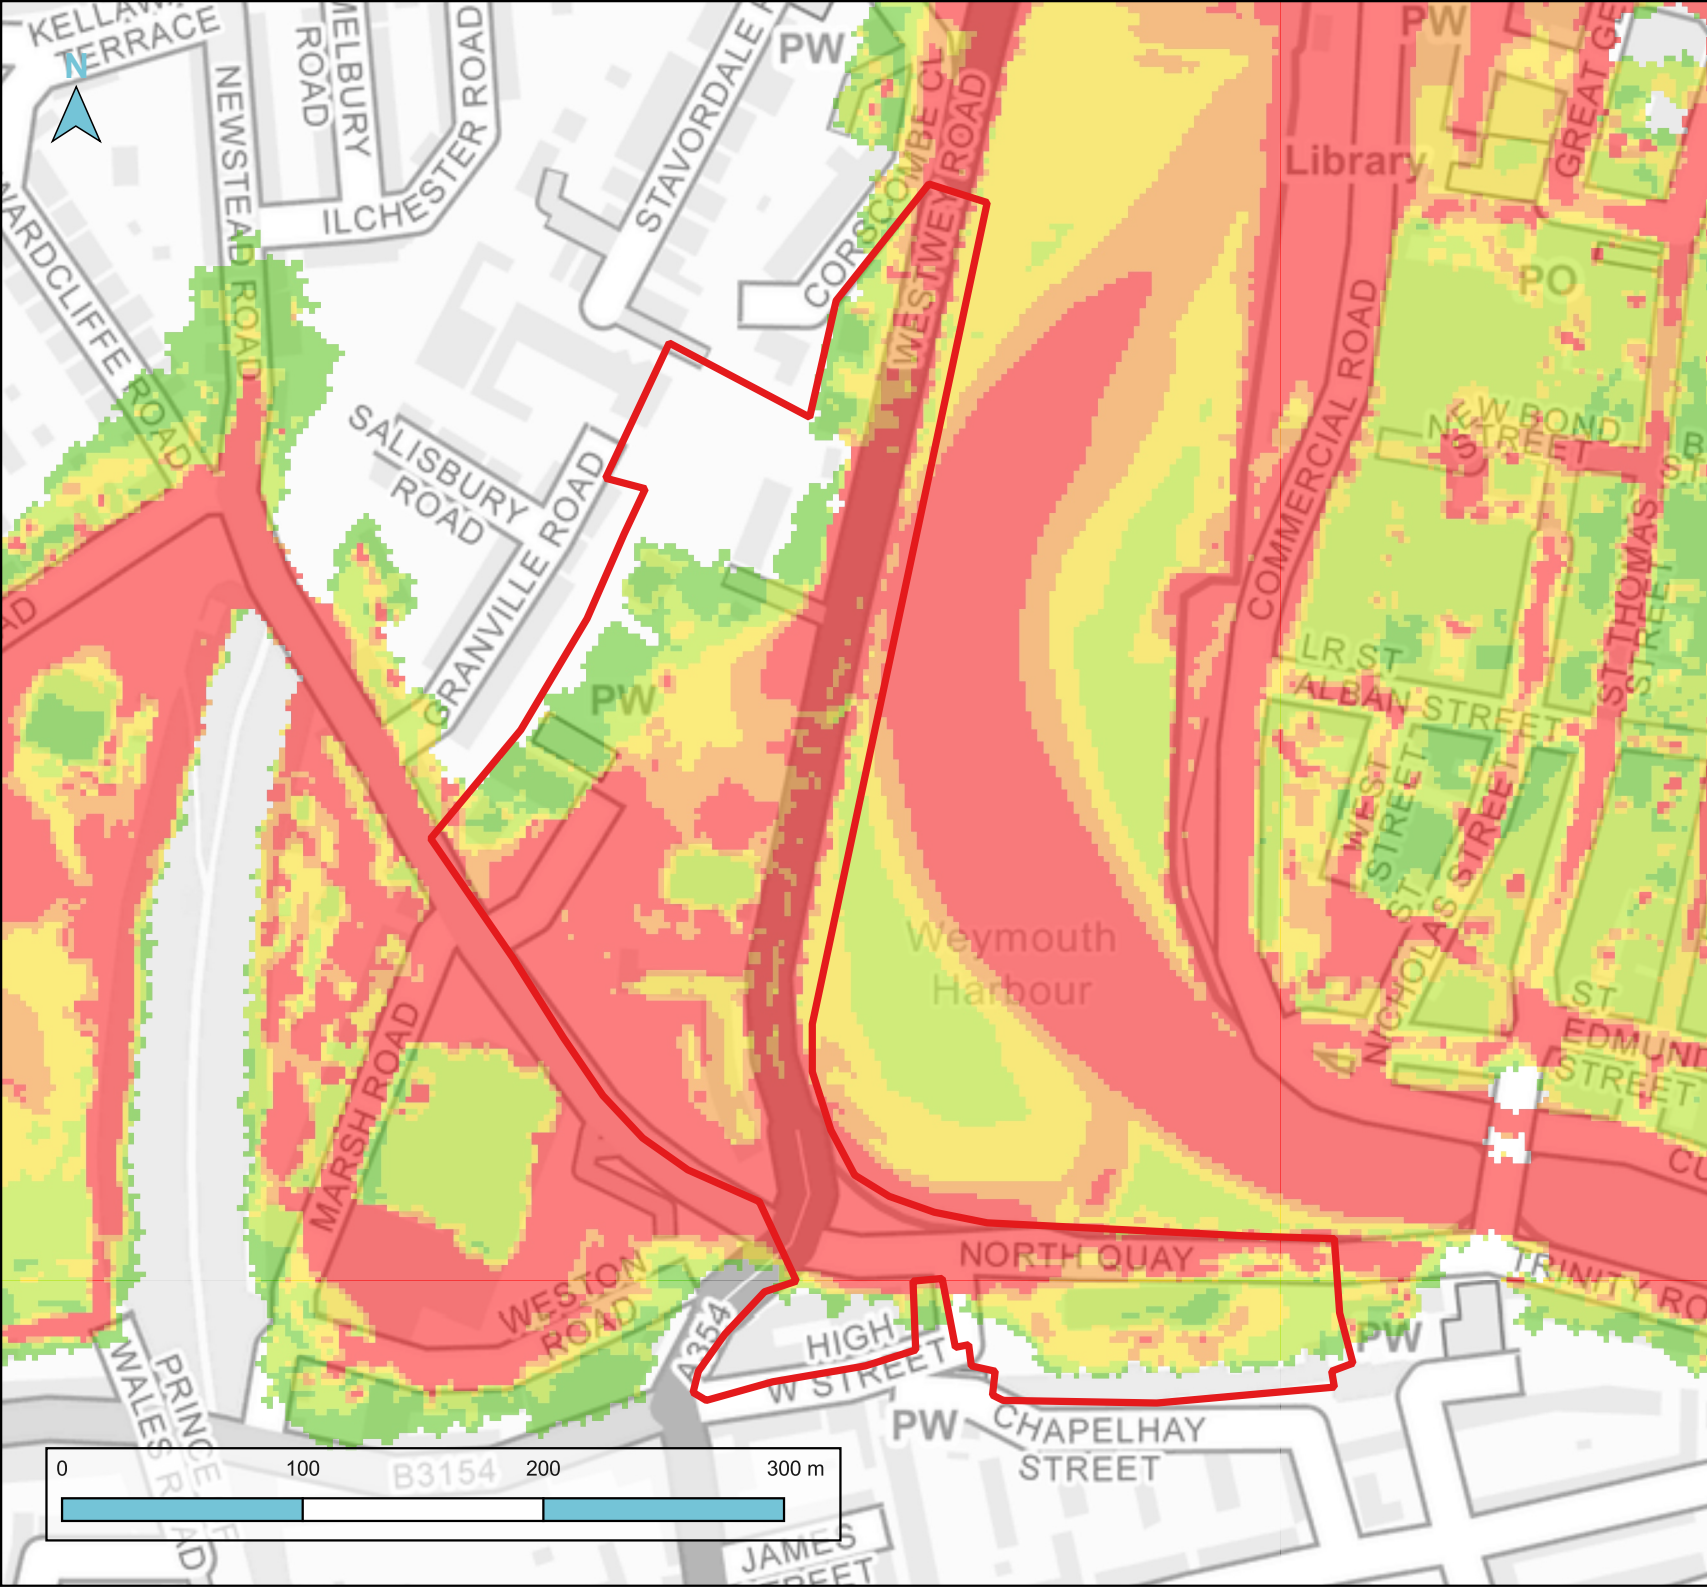 TERRACE
N
NEWSTEAD ROAD
MELBURY
ROAD
ILCHESTER ROAD
STAVORDALE
PW
CORSCOMBE CL
WESTWEY ROAD
PW
Library
GREAT GE
PO
WARDCLIFFE ROAD
SALISBURY
ROAD
GRANVILLE ROAD
PW
COMMERCIAL ROAD
NEW BOND
STREET
ST THOMAS
STREET
LR ST
ALBAN STREET
WEST
STREET
ST
NICHOLAS STREET
ST
EDMUND
STREET
Weymouth
Harbour
MARSH ROAD
NORTH QUAY
TRINITY RO
WESTON
ROAD
A354
HIGH
W STREET
PW
PW
CHAPELHAY
STREET
PRINCE
WALES R
B3154
JAMES
STREET
0 100 200 300 m